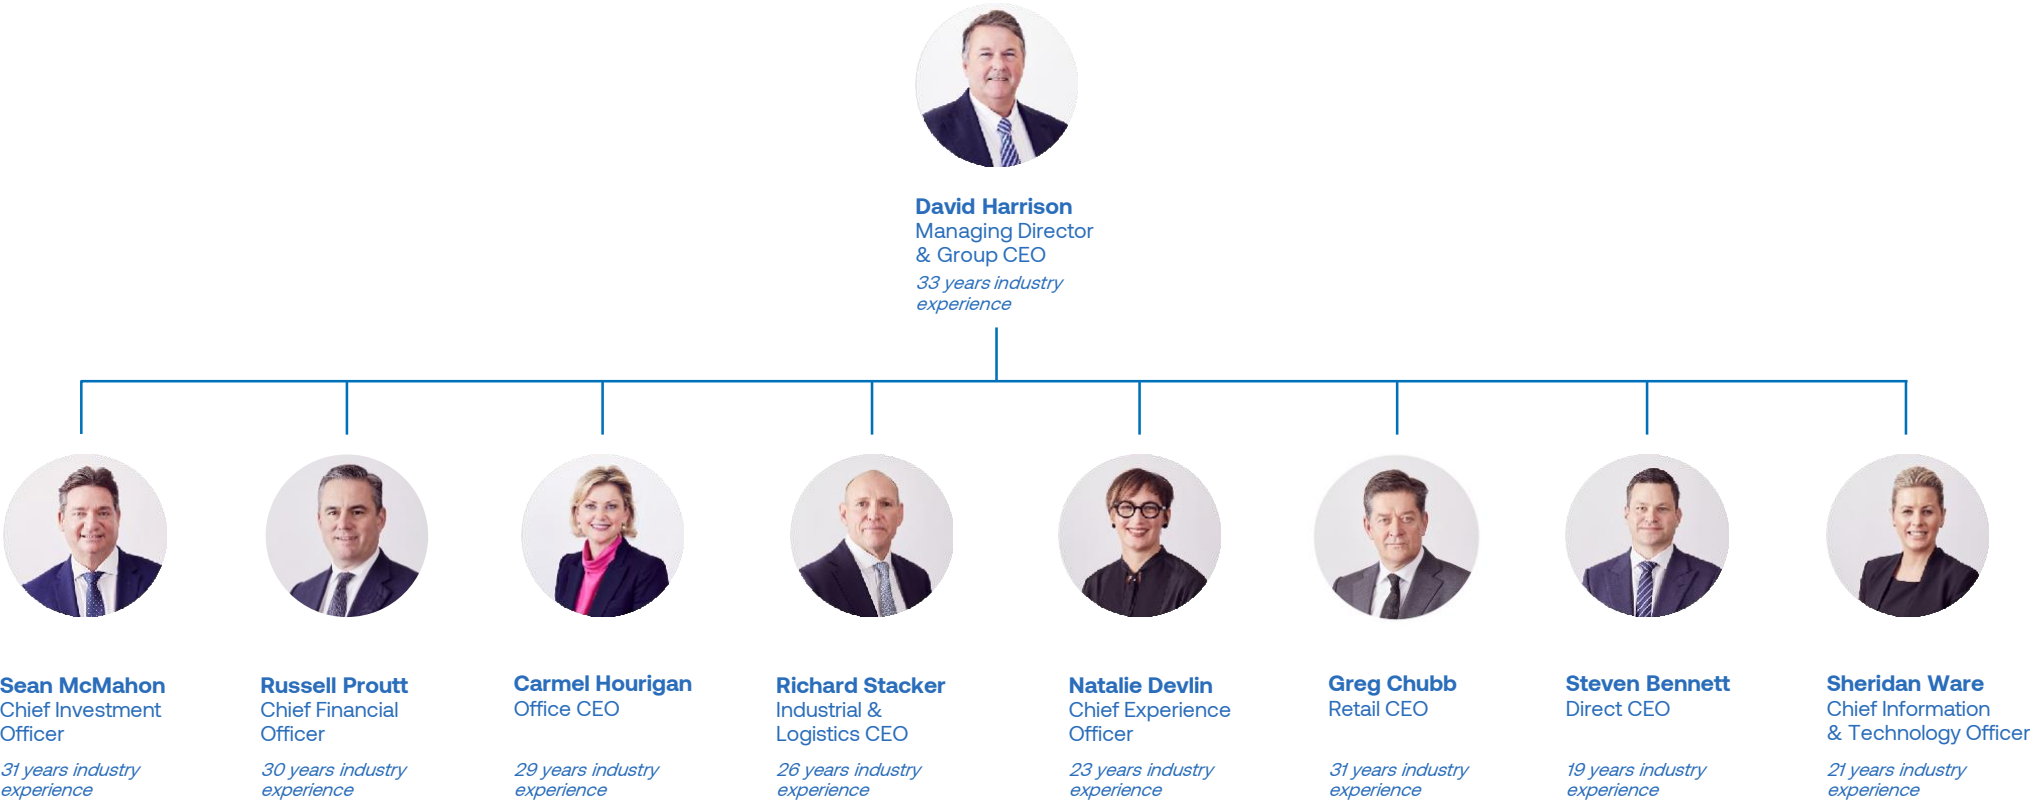 David Harrison
Managing Director
& Group CEO
33 years industry
experience
Sean McMahon
Chief Investment
Officer
31 years industry
experience
Russell Proutt
Chief Financial
Officer
30 years industry
experience
Carmel Hourigan
Office CEO
29 years industry
experience
Richard Stacker
Industrial &
Logistics CEO
26 years industry
experience
Natalie Devlin
Chief Experience
Officer
23 years industry
experience
Greg Chubb
Retail CEO
31 years industry
experience
Steven Bennett
Direct CEO
19 years industry
experience
Sheridan Ware
Chief Information
& Technology Officer
21 years industry
experience